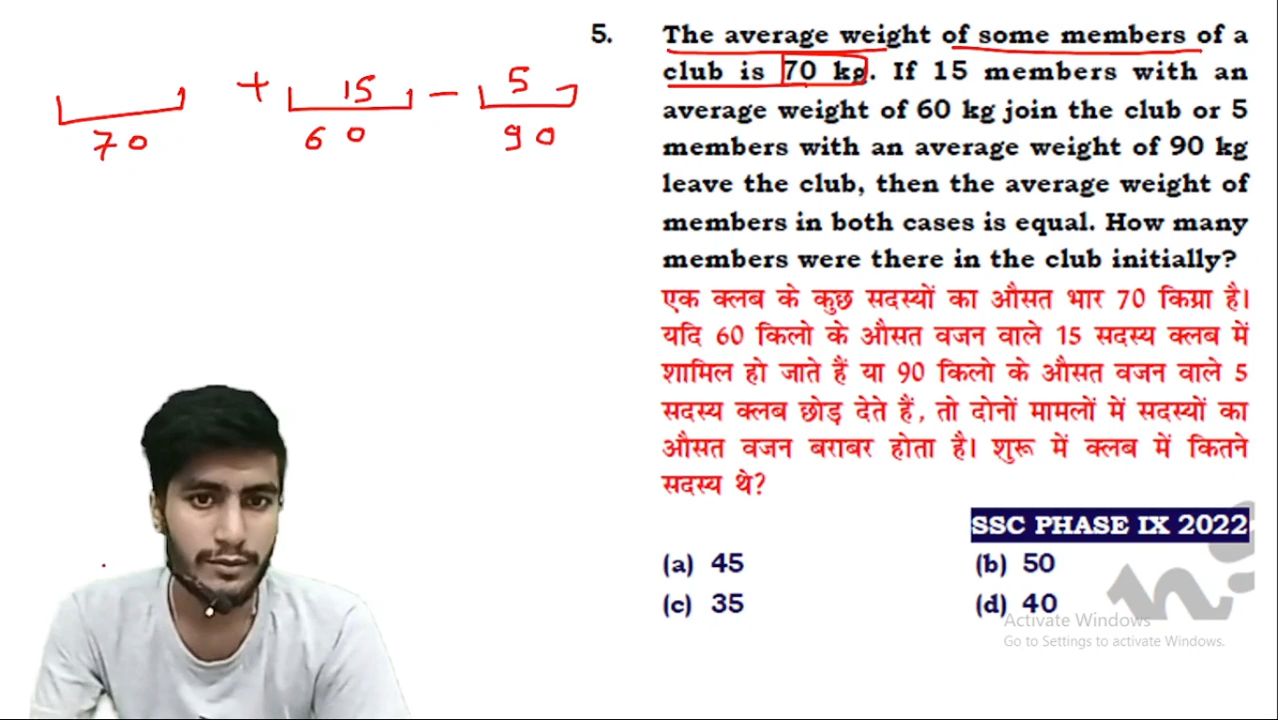 5. The average weight of some members of a
club is 70 kg. If 15 members with an
average weight of 60 kg join the club or 5
members with an average weight of 90 kg
leave the club, then the average weight of
members in both cases is equal. How many
members were there in the club initially?
एक क्लब के कुछ सदस्यों का औसत भार 70 किग्रा है।
यदि 60 किलो के औसत वजन वाले 15 सदस्य क्लब में
शामिल हो जाते हैं या 90 किलो के औसत वजन वाले 5
सदस्य क्लब छोड़ देते हैं, तो दोनों मामलों में सदस्यों का
औसत वजन बराबर होता है। शुरू में क्लब में कितने
सदस्य थे?
SSC PHASE IX 2022
(a) 45 (b) 50
(c) 35 (d) 40
+ 15 - 5
70 60 90
Activate Windows
Go to Settings to activate Windows.